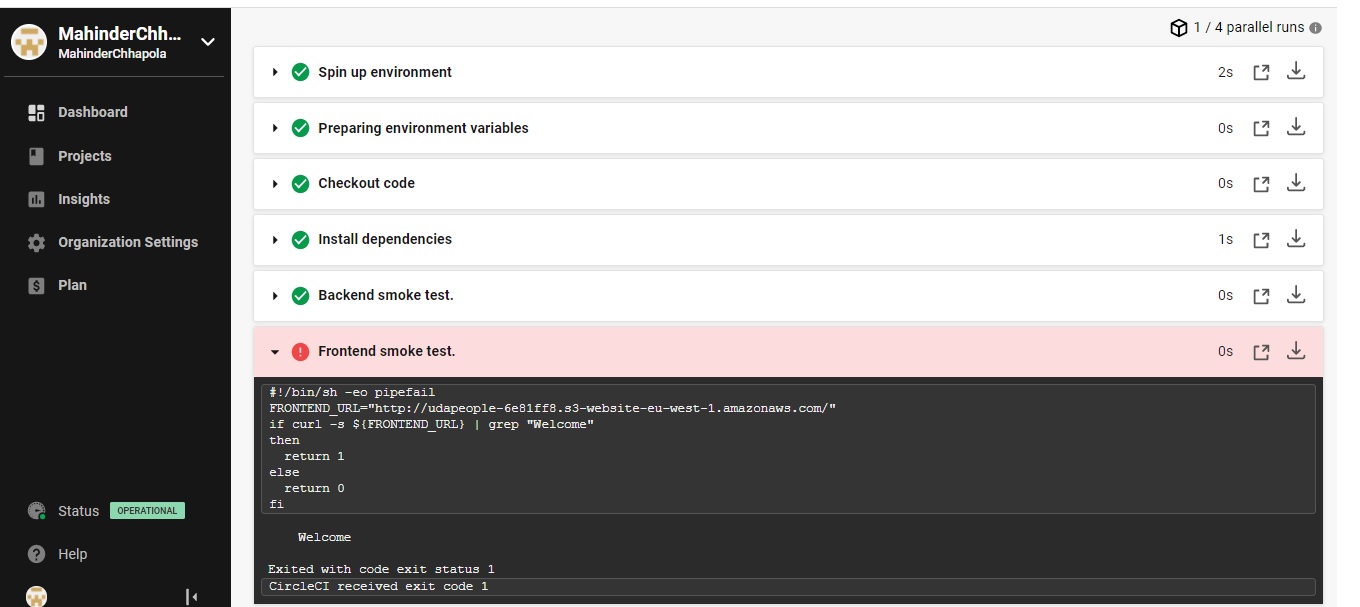 MahinderChh...
MahinderChhapola
Dashboard
Projects
Insights
Organization Settings
Plan
Status OPERATIONAL
Help
1 / 4 parallel runs
Spin up environment 2s
Preparing environment variables 0s
Checkout code 0s
Install dependencies 1s
Backend smoke test. 0s
Frontend smoke test. 0s
#!/bin/sh -eo pipefail
FRONTEND_URL="http://udapeople-6e81ff8.s3-website-eu-west-1.amazonaws.com/"
if curl -s ${FRONTEND_URL} | grep "Welcome"
then
  return 1
else
  return 0
fi
Welcome
Exited with code exit status 1
CircleCI received exit code 1